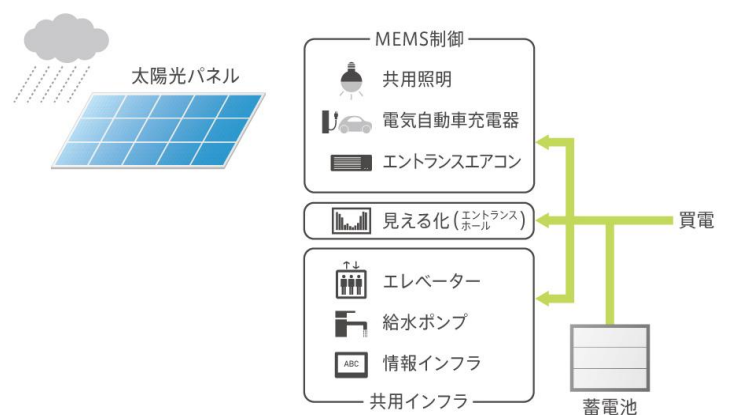 MEMS制御
太陽光パネル
共用照明
電気自動車充電器
エントランスエアコン
見える化(エントランスホール)
買電
エレベーター
給水ポンプ
ABC
情報インフラ
共用インフラ
蓄電池